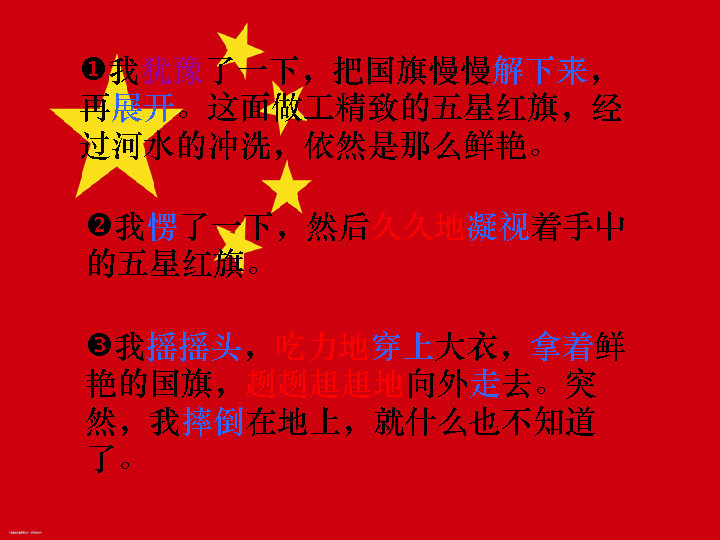 ❶我犹豫了一下，把国旗慢慢解下来，
再展开。这面做工精致的五星红旗，经
过河水的冲洗，依然是那么鲜艳。
❷我愣了一下，然后久久地凝视着手中
的五星红旗。
❸我摇摇头，吃力地穿上大衣，拿着鲜
艳的国旗，趔趔趄趄地向外走去。突
然，我摔倒在地上，就什么也不知道
了。